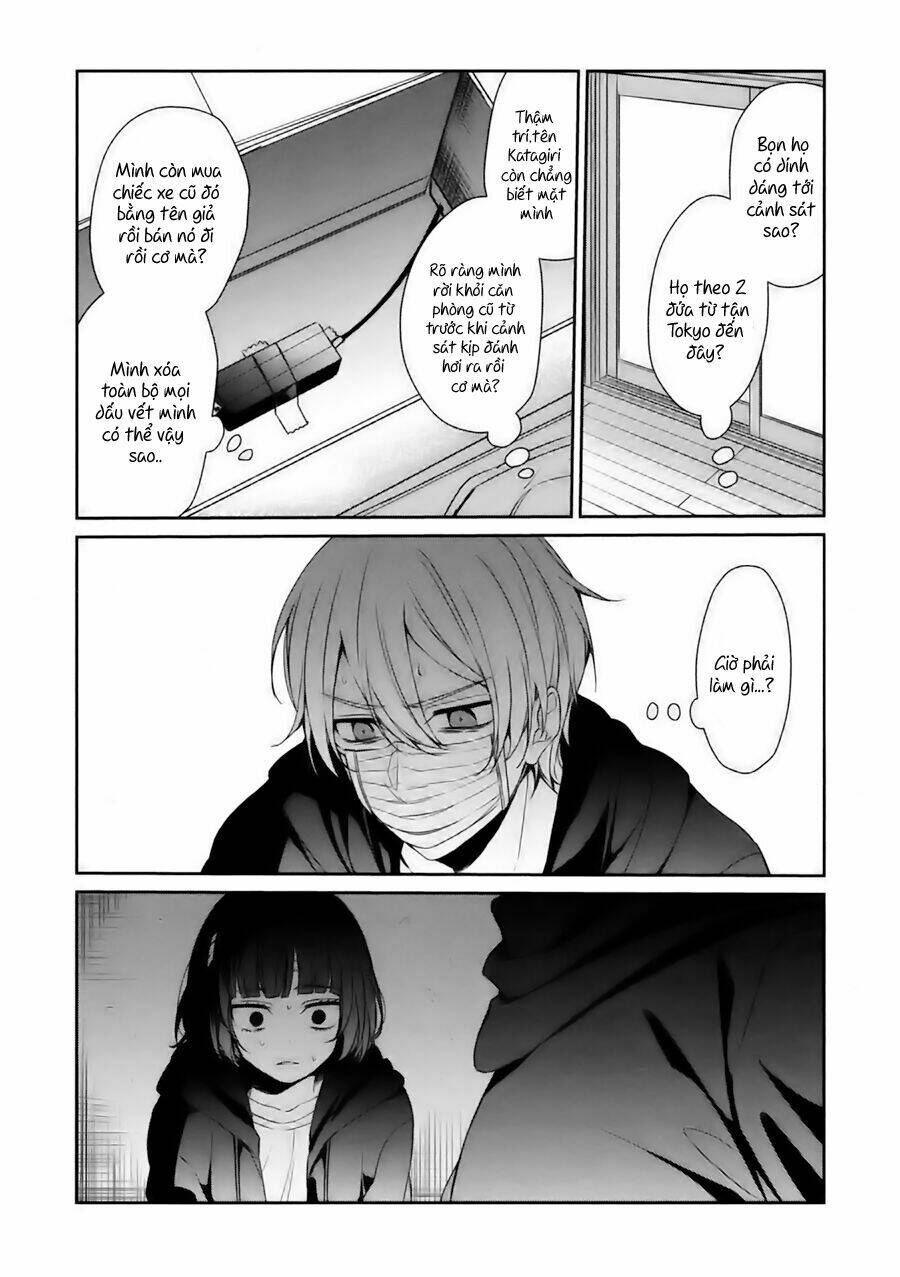 Bọn họ
có dính
dáng tới
cảnh sát
sao?
Họ theo 2
đứa từ tận
Tokyo đến
đây?
Thậm
trí.tên
Katagiri
còn chẳng
biết mặt
mình
Rõ ràng mình
rời khỏi căn
phòng cũ từ
trước khi cảnh
sát kịp đánh
hơi ra rồi
cơ mà?
Mình còn mua
chiếc xe cũ đó
bằng tên giả
rồi bán nó đi
rồi cơ mà?
Mình xóa
toàn bộ mọi
dấu vết mình
có thể vậy
sao..
Giờ phải
làm gì...?